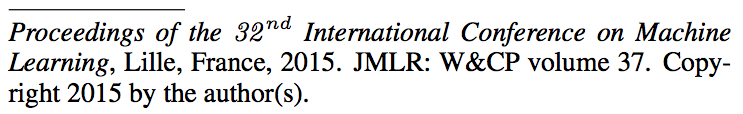 Proceedings of the 32nd International Conference on Machine
Learning, Lille, France, 2015. JMLR: W&CP volume 37. Copy-
right 2015 by the author(s).